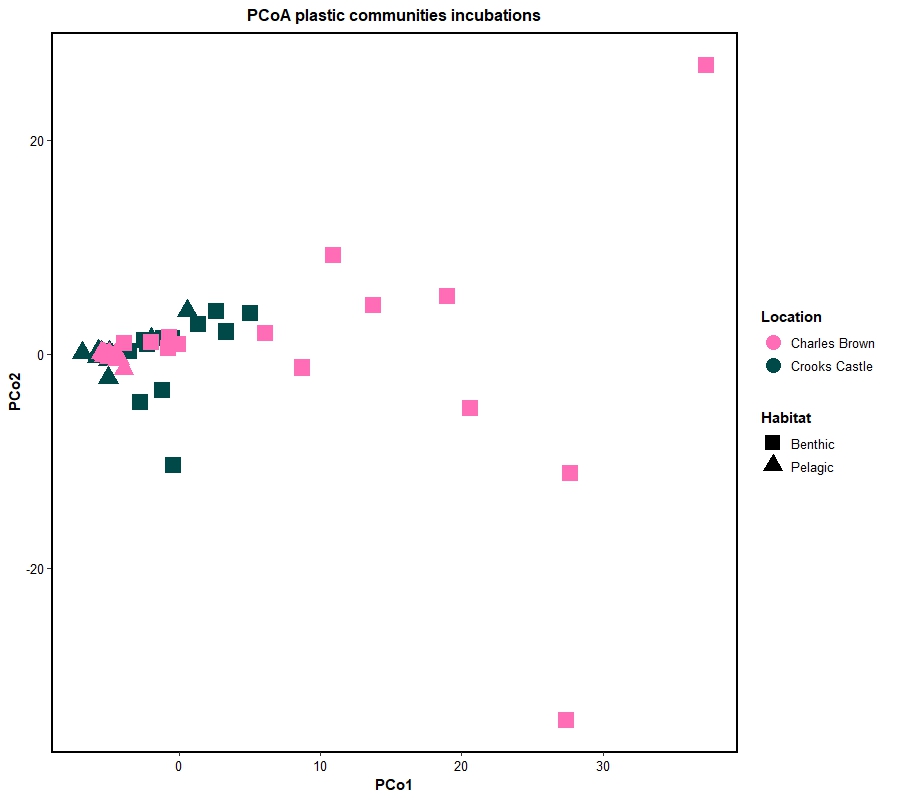 PCoA plastic communities incubations
20
0
-20
PCo2
0 10 20 30
PCo1
Location
Charles Brown
Crooks Castle
Habitat
Benthic
Pelagic